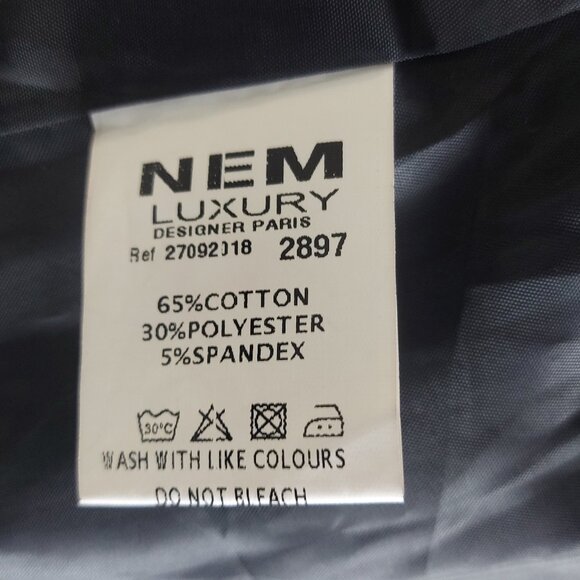 NEM
LUXURY
DESIGNER PARIS
Ref 27092018 2897
65%COTTON
30%POLYESTER
5%SPANDEX
30°C
WASH WITH LIKE COLOURS
DO NOT BLEACH